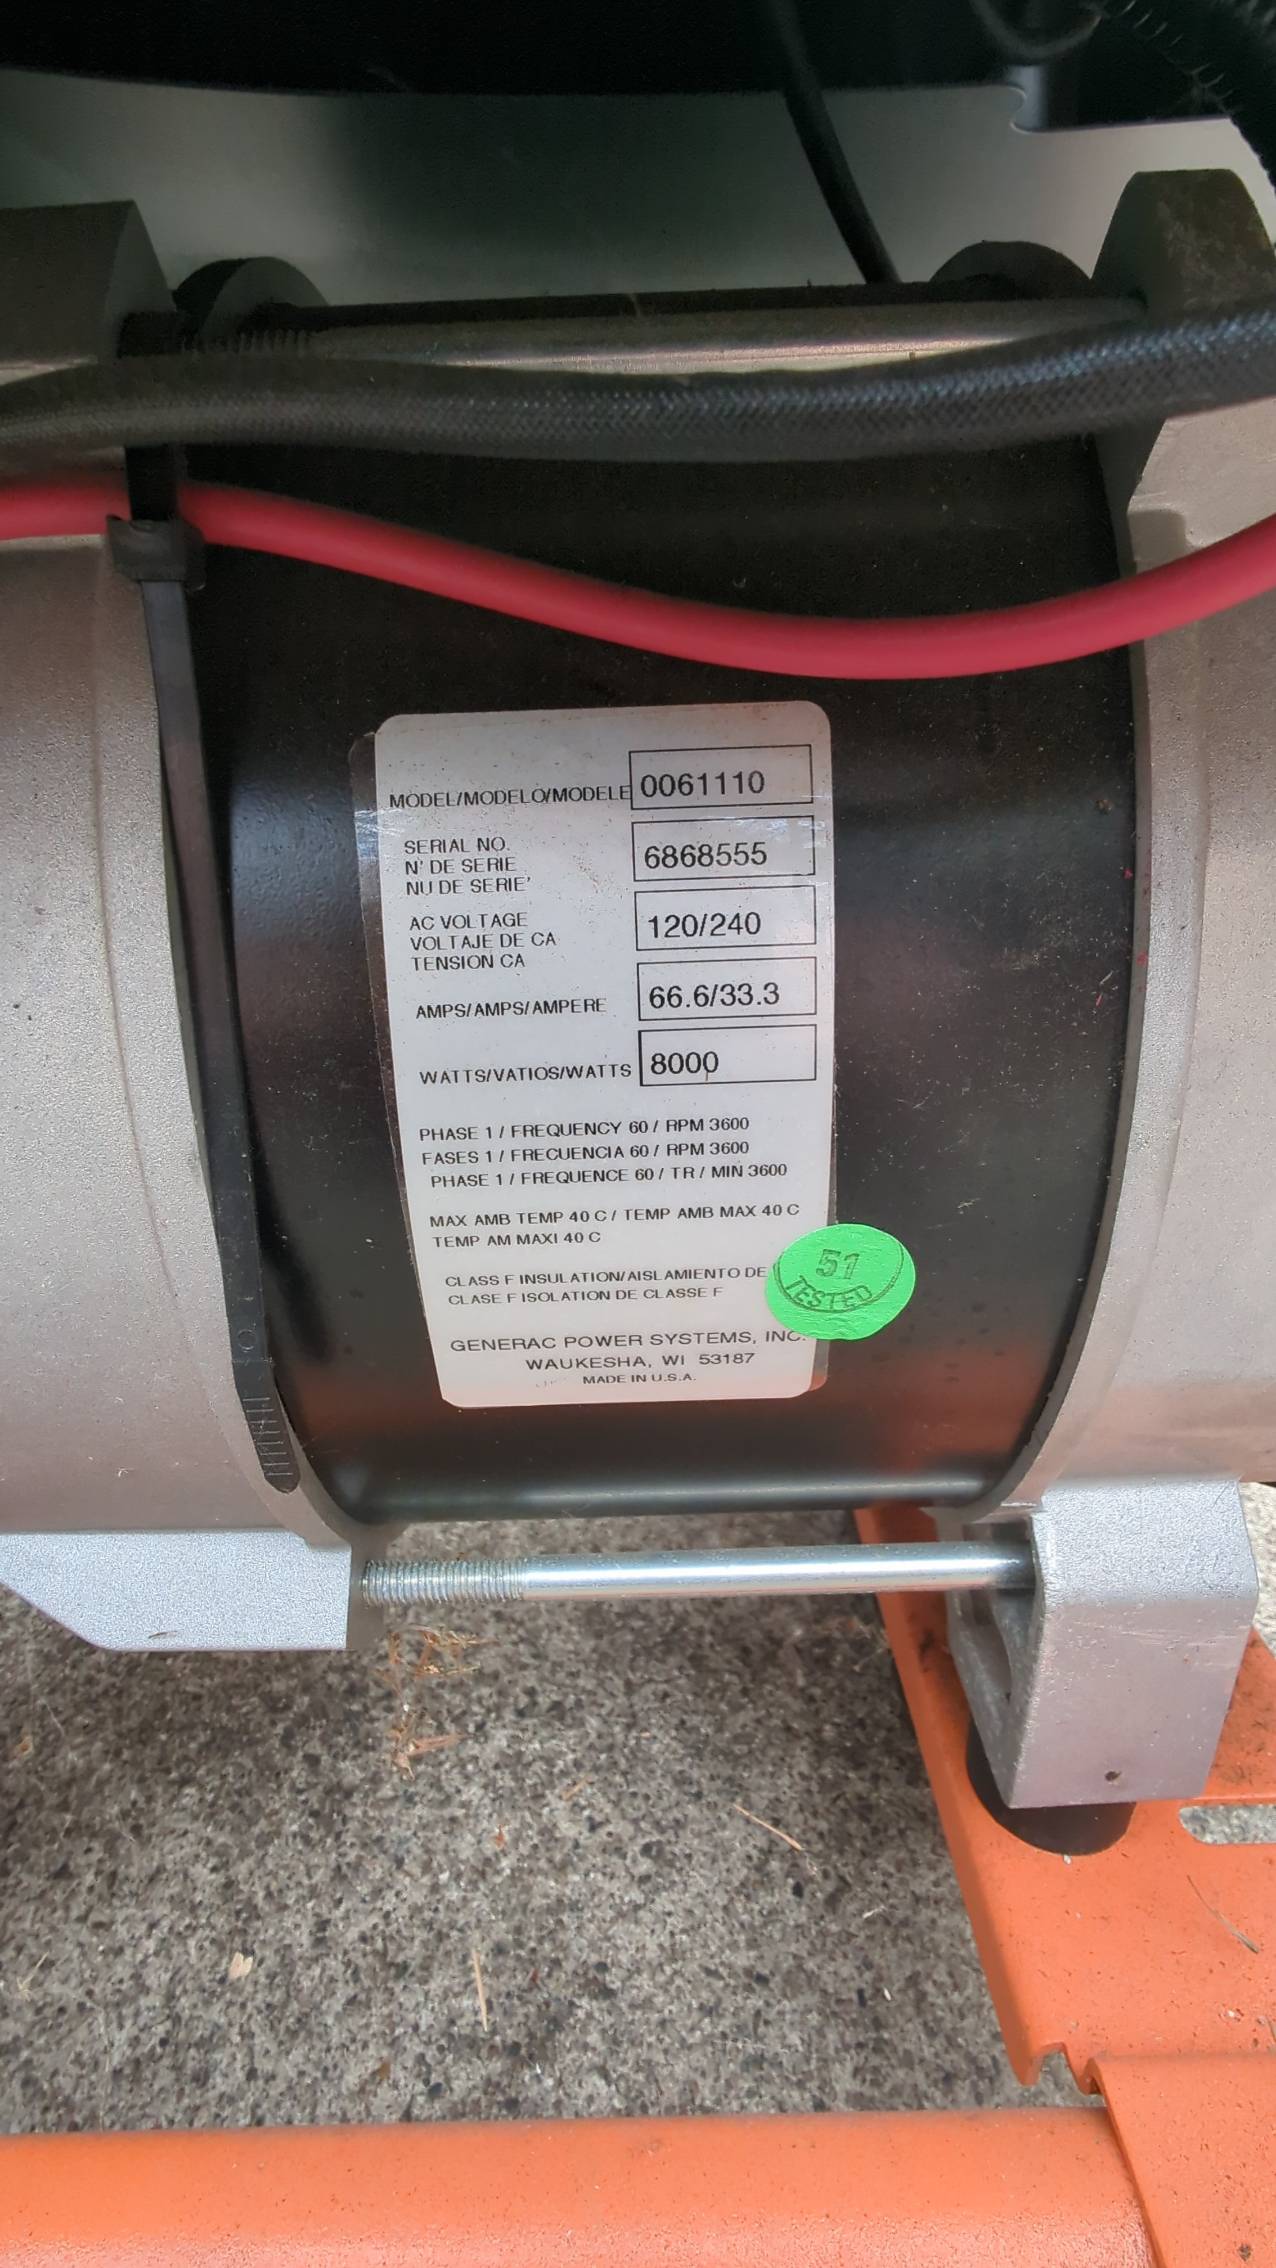 MODEL/MODELO/MODELE 0061110
SERIAL NO. 6868555
N' DE SERIE
NU DE SERIE'
AC VOLTAGE 120/240
VOLTAJE DE CA
TENSION CA
AMPS/AMPS/AMPERE 66.6/33.3
WATTS/VATIOS/WATTS 8000
PHASE 1 / FREQUENCY 60 / RPM 3600
FASES 1 / FRECUENCIA 60 / RPM 3600
PHASE 1 / FREQUENCE 60 / TR / MIN 3600
MAX AMB TEMP 40 C / TEMP AMB MAX 40 C
TEMP AM MAXI 40 C
CLASS F INSULATION/AISLAMIENTO DE
CLASE F ISOLATION DE CLASSE F
51
TESTED
GENERAC POWER SYSTEMS, INC.
WAUKESHA, WI 53187
MADE IN U.S.A.